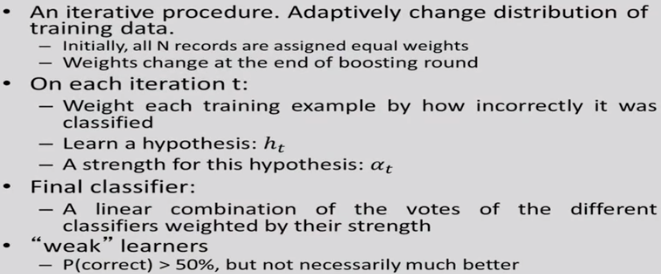 • An iterative procedure. Adaptively change distribution of
training data.
– Initially, all N records are assigned equal weights
– Weights change at the end of boosting round
• On each iteration t:
– Weight each training example by how incorrectly it was
classified
– Learn a hypothesis: hₜ
– A strength for this hypothesis: αₜ
• Final classifier:
– A linear combination of the votes of the different
classifiers weighted by their strength
• “weak” learners
– P(correct) > 50%, but not necessarily much better